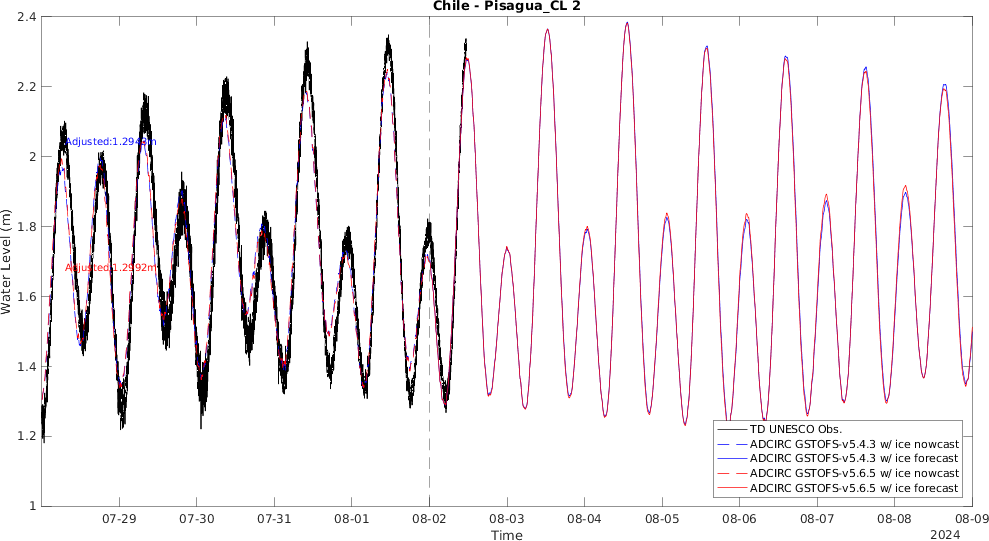 Chile - Pisagua_CL 2
2.4
2.2
2
1.8
1.6
1.4
1.2
1
Water Level (m)
Adjusted:1.2943m
Adjusted:1.2992m
TD UNESCO Obs.
ADCIRC GSTOFS-v5.4.3 w/ ice nowcast
ADCIRC GSTOFS-v5.4.3 w/ ice forecast
ADCIRC GSTOFS-v5.6.5 w/ ice nowcast
ADCIRC GSTOFS-v5.6.5 w/ ice forecast
07-29 07-30 07-31 08-01 08-02 08-03 08-04 08-05 08-06 08-07 08-08 08-09
Time
2024